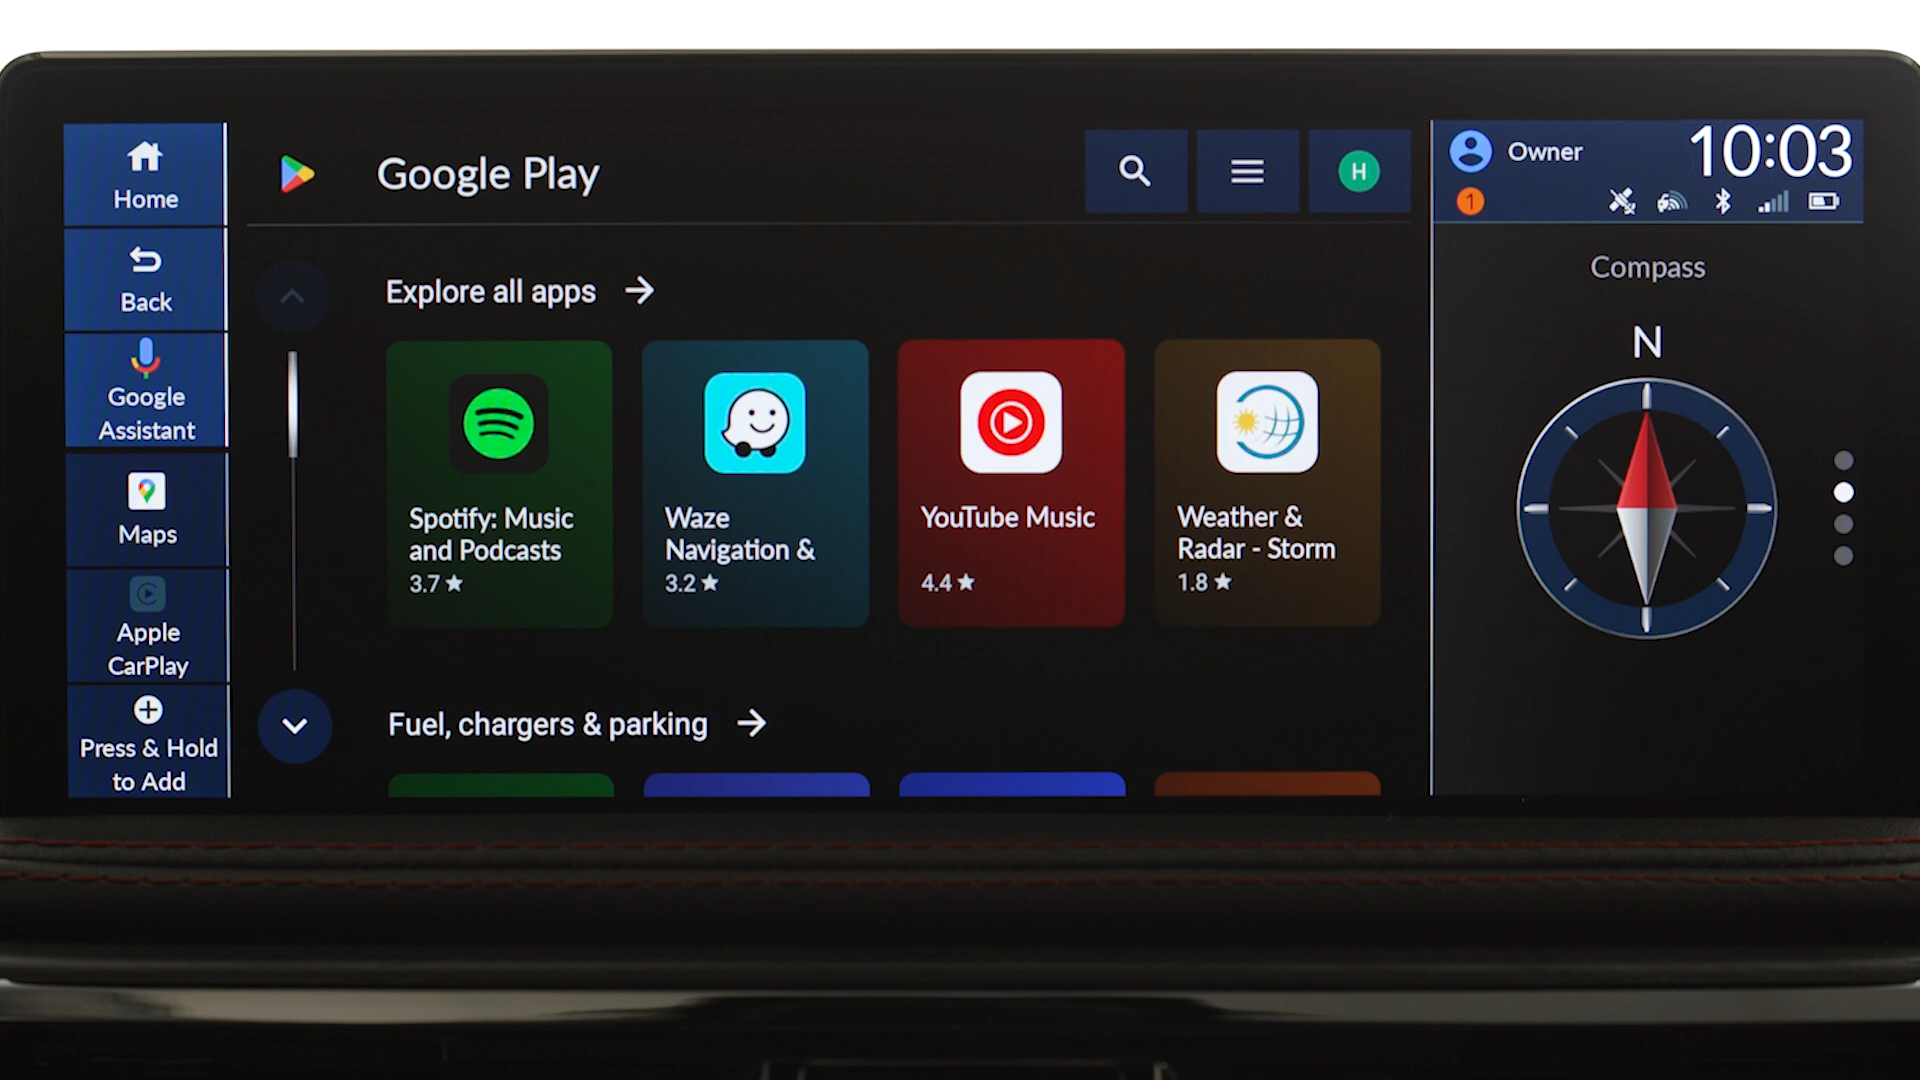 Home
Back
Google
Assistant
Maps
Apple
CarPlay
Press & Hold
to Add
Google Play
H
Explore all apps
Spotify: Music
and Podcasts
3.7★
Waze
Navigation &
3.2★
YouTube Music
4.4★
Weather &
Radar - Storm
1.8★
Fuel, chargers & parking
Owner
10:03
1
Compass
N